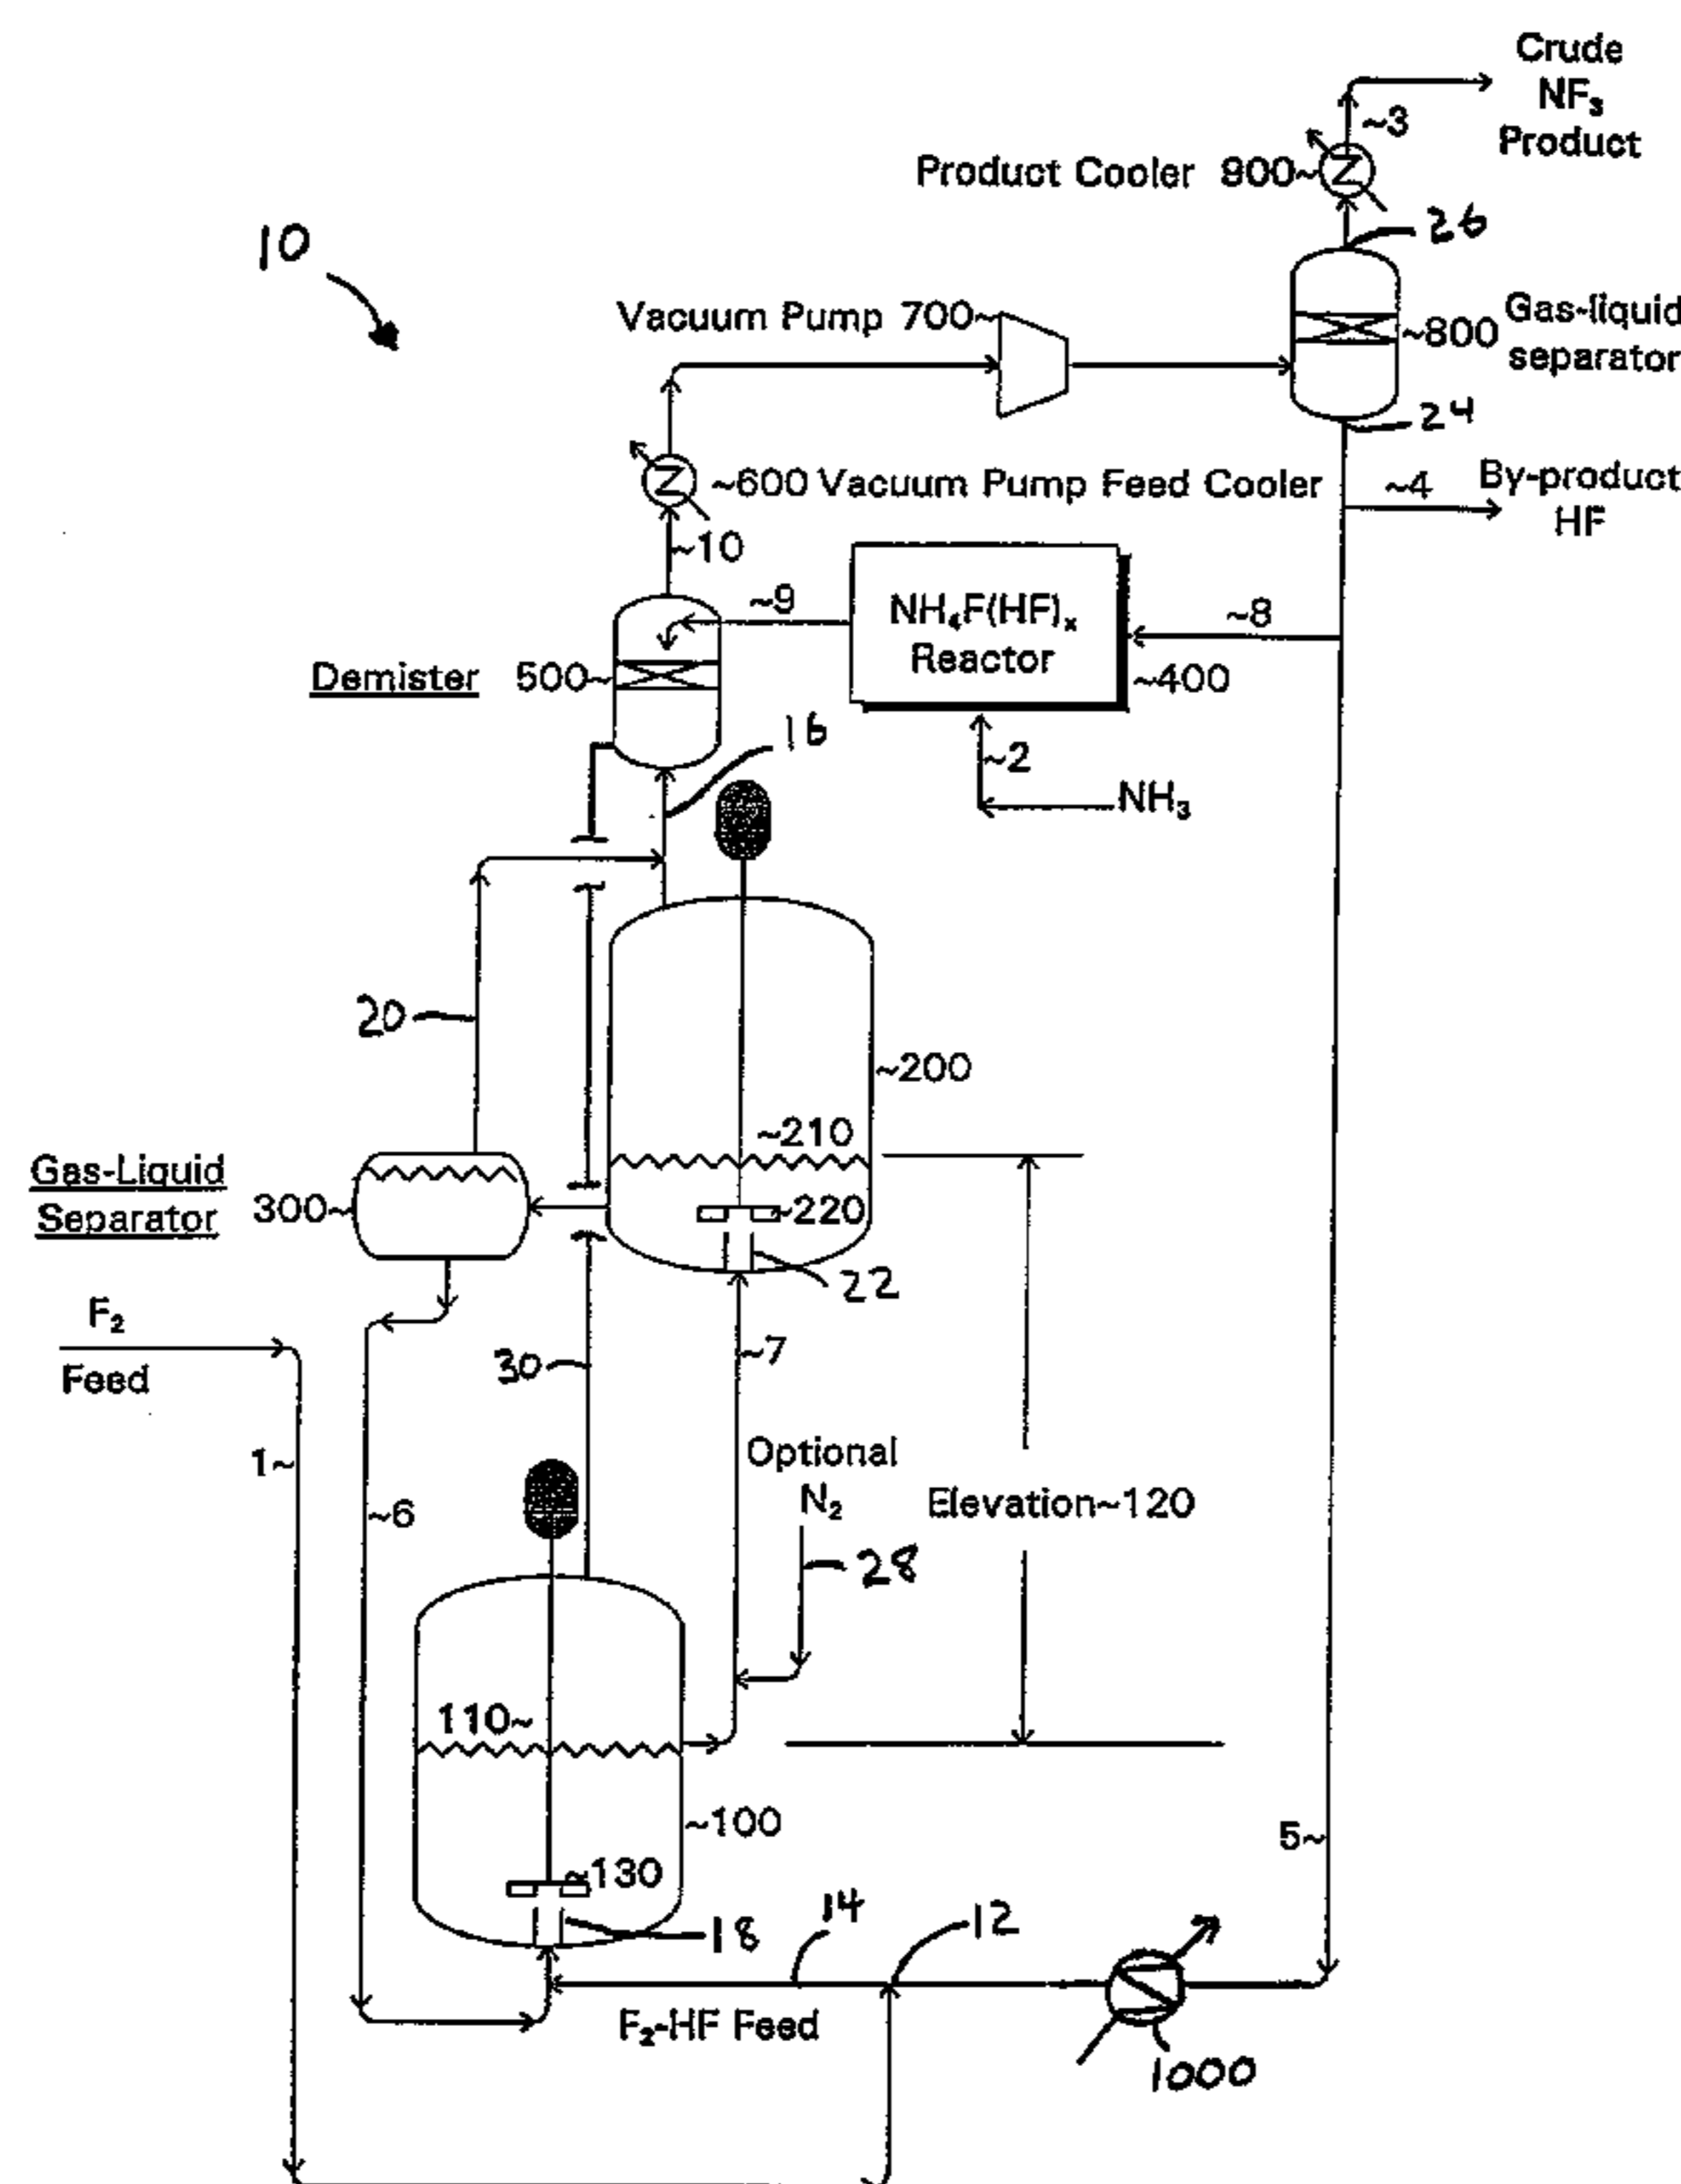 Crude
NF₃
Product
~3
Product Cooler 900~
26
10
Vacuum Pump 700~
~800
Gas-liquid
separator
24
~600 Vacuum Pump Feed Cooler
~4
By-product
HF
~10
~9
NH₄F(HF)ₓ
Reactor
~8
Demister 500~
~400
16
~2
NH₃
20
~200
~210
Gas-Liquid
Separator
300~
~220
22
F₂
Feed
30
~7
1~
Optional
N₂
~6
Elevation~120
28
110~
~100
5~
~130
18
14
12
F₂-HF Feed
1000